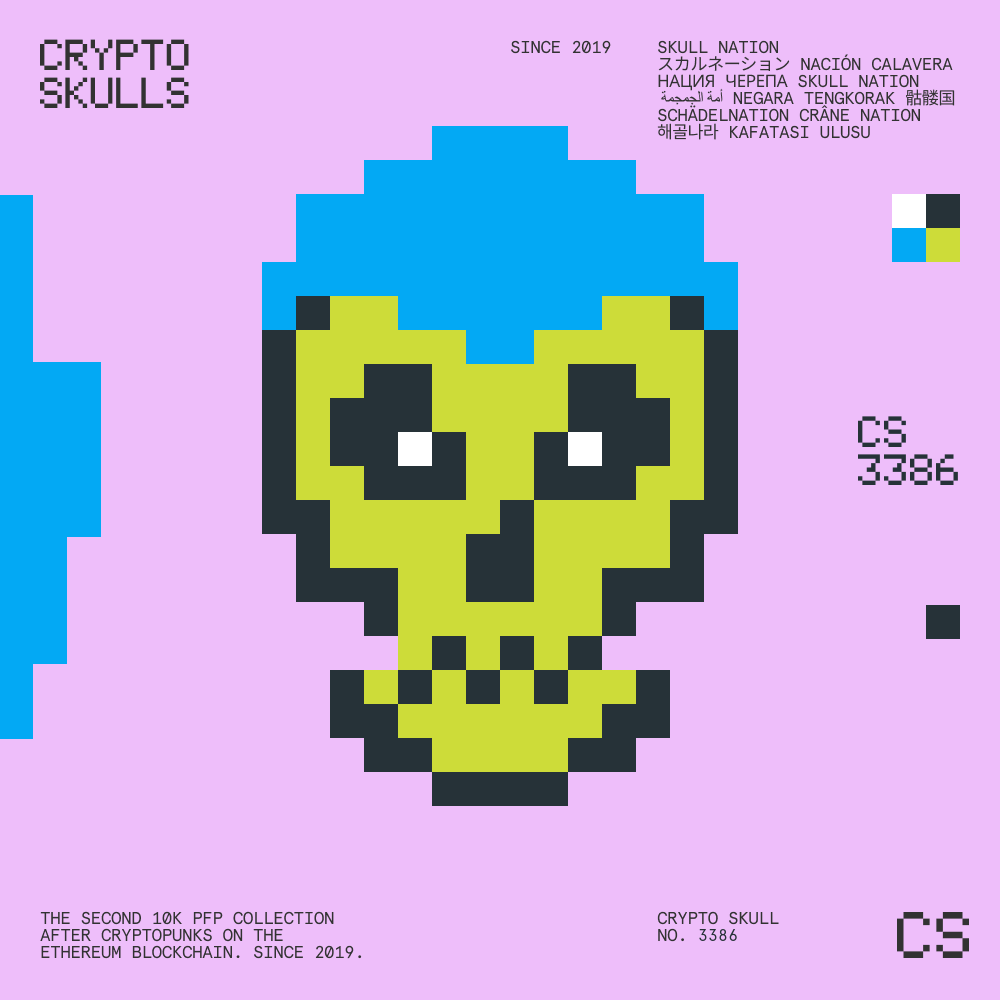 CRYPTO
SKULLS
SINCE 2019
SKULL NATION
スカルネーション NACIÓN CALAVERA
НАЦИЯ ЧЕРЕПА SKULL NATION
أمة الجمجمة NEGARA TENGKORAK 骷髅国
SCHÄDELNATION CRÂNE NATION
해골나라 KAFATASI ULUSU
CS
3386
THE SECOND 10K PFP COLLECTION
AFTER CRYPTOPUNKS ON THE
ETHEREUM BLOCKCHAIN. SINCE 2019.
CRYPTO SKULL
NO. 3386
CS